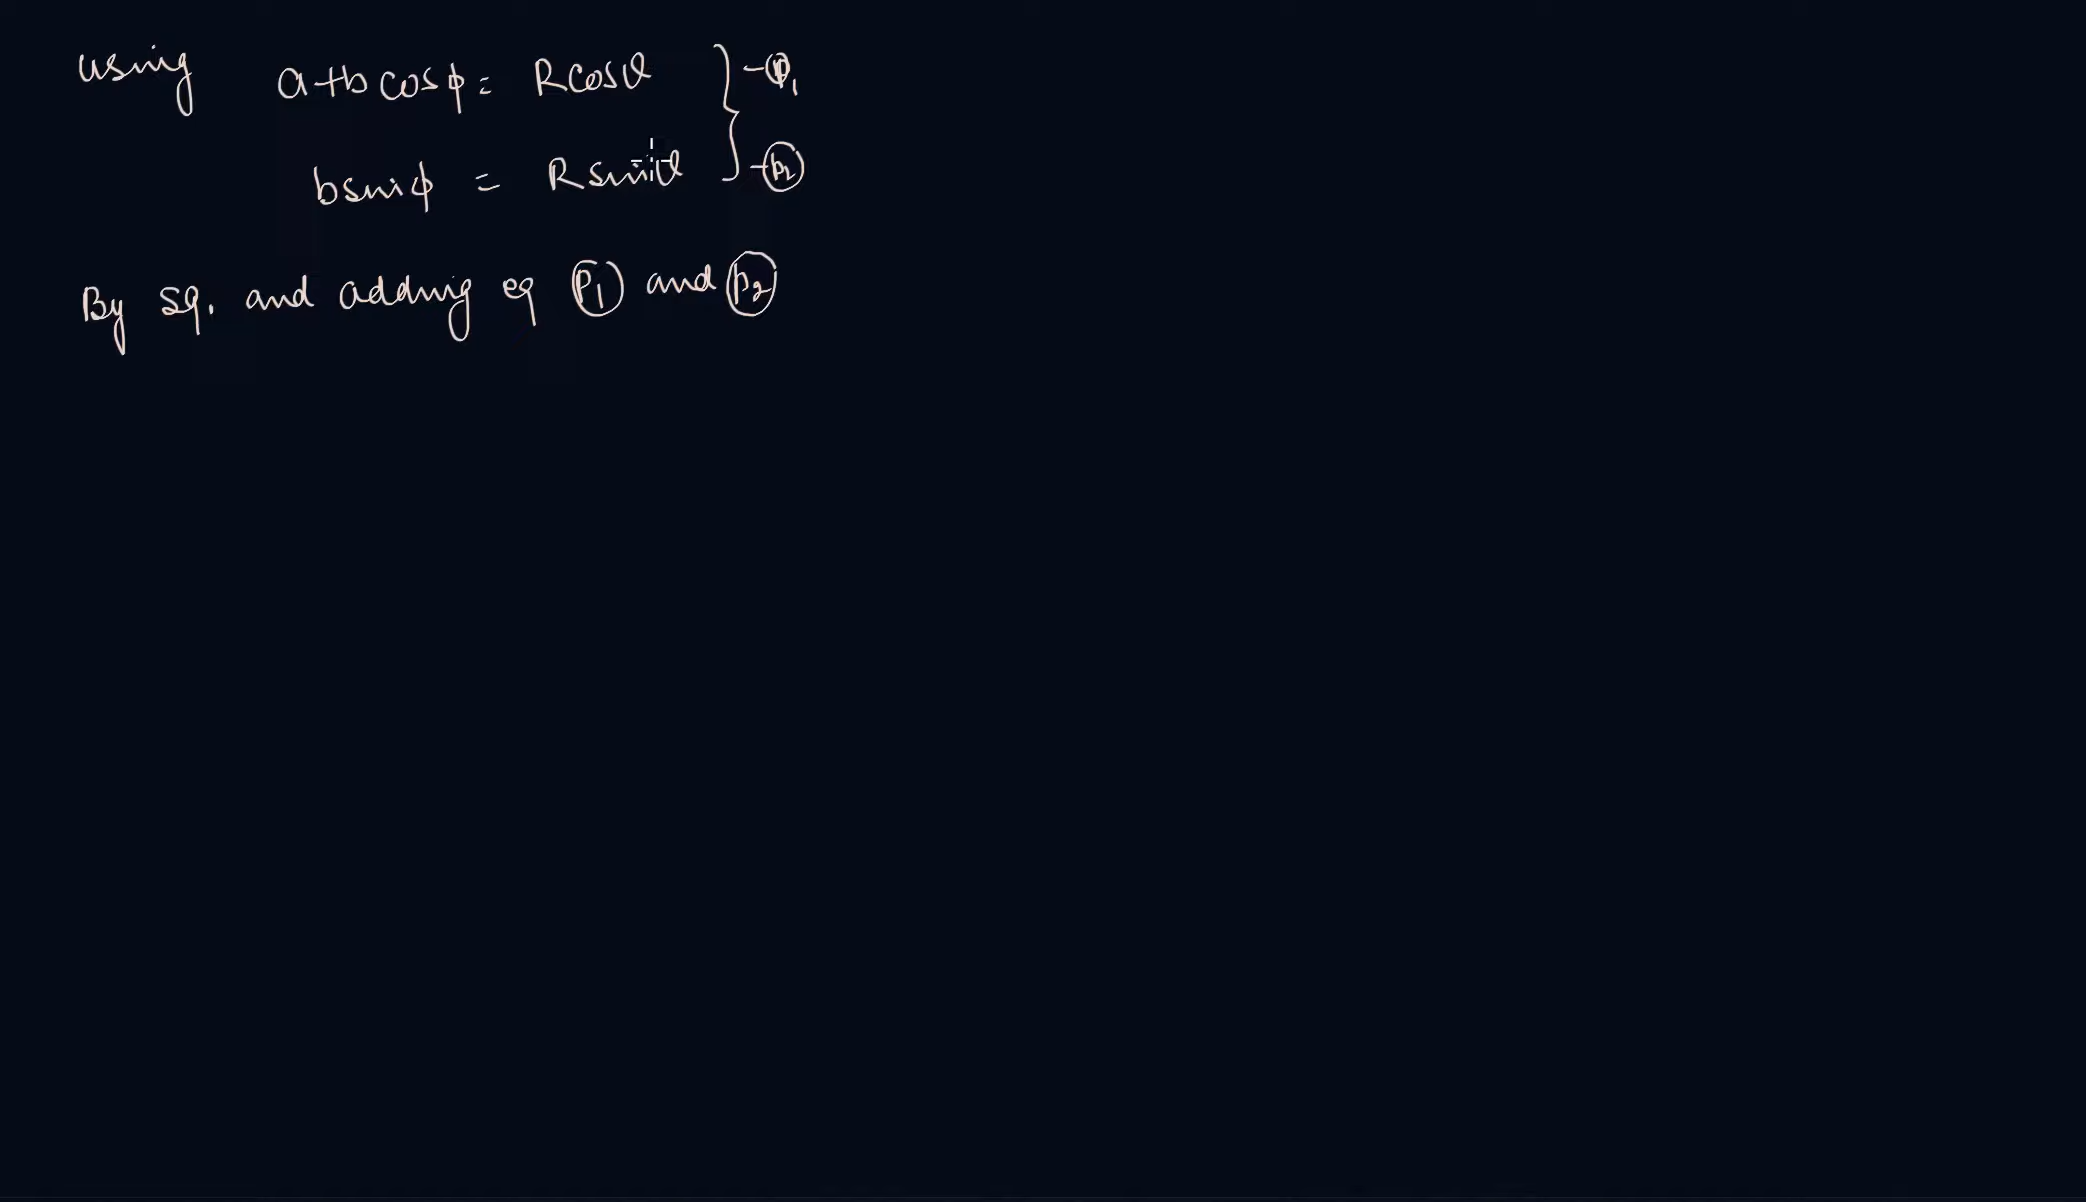 using a+b cosϕ = R cosθ } - (P1)
b sinϕ = R sinθ } - (P2)
By sq. and adding eq (P1) and (P2)